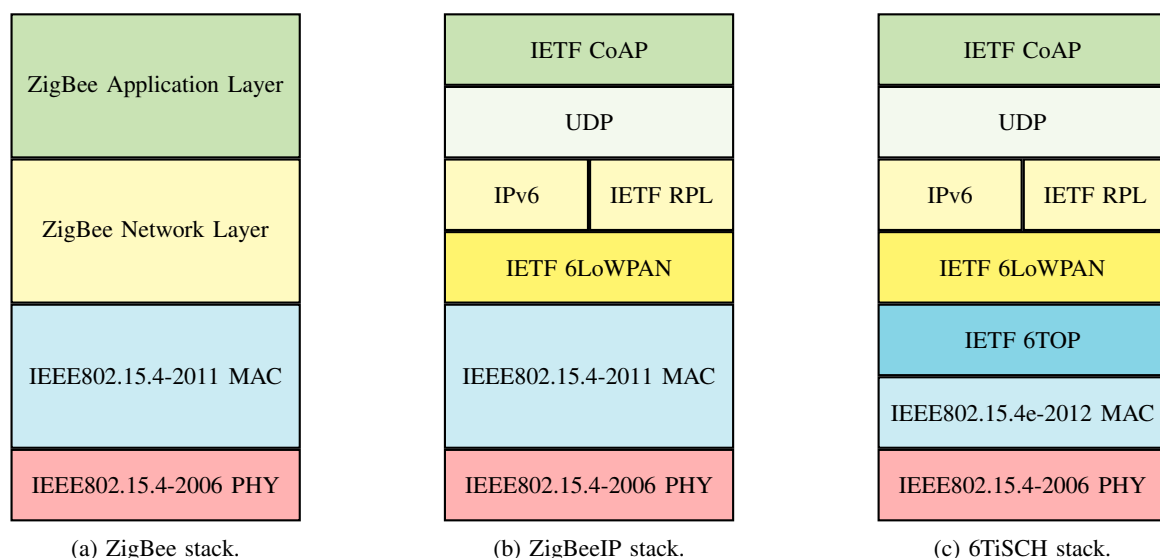 ZigBee Application Layer
ZigBee Network Layer
IEEE802.15.4-2011 MAC
IEEE802.15.4-2006 PHY
(a) ZigBee stack.
IETF CoAP
UDP
IPv6
IETF RPL
IETF 6LoWPAN
IEEE802.15.4-2011 MAC
IEEE802.15.4-2006 PHY
(b) ZigBeeIP stack.
IETF CoAP
UDP
IPv6
IETF RPL
IETF 6LoWPAN
IETF 6TOP
IEEE802.15.4e-2012 MAC
IEEE802.15.4-2006 PHY
(c) 6TiSCH stack.